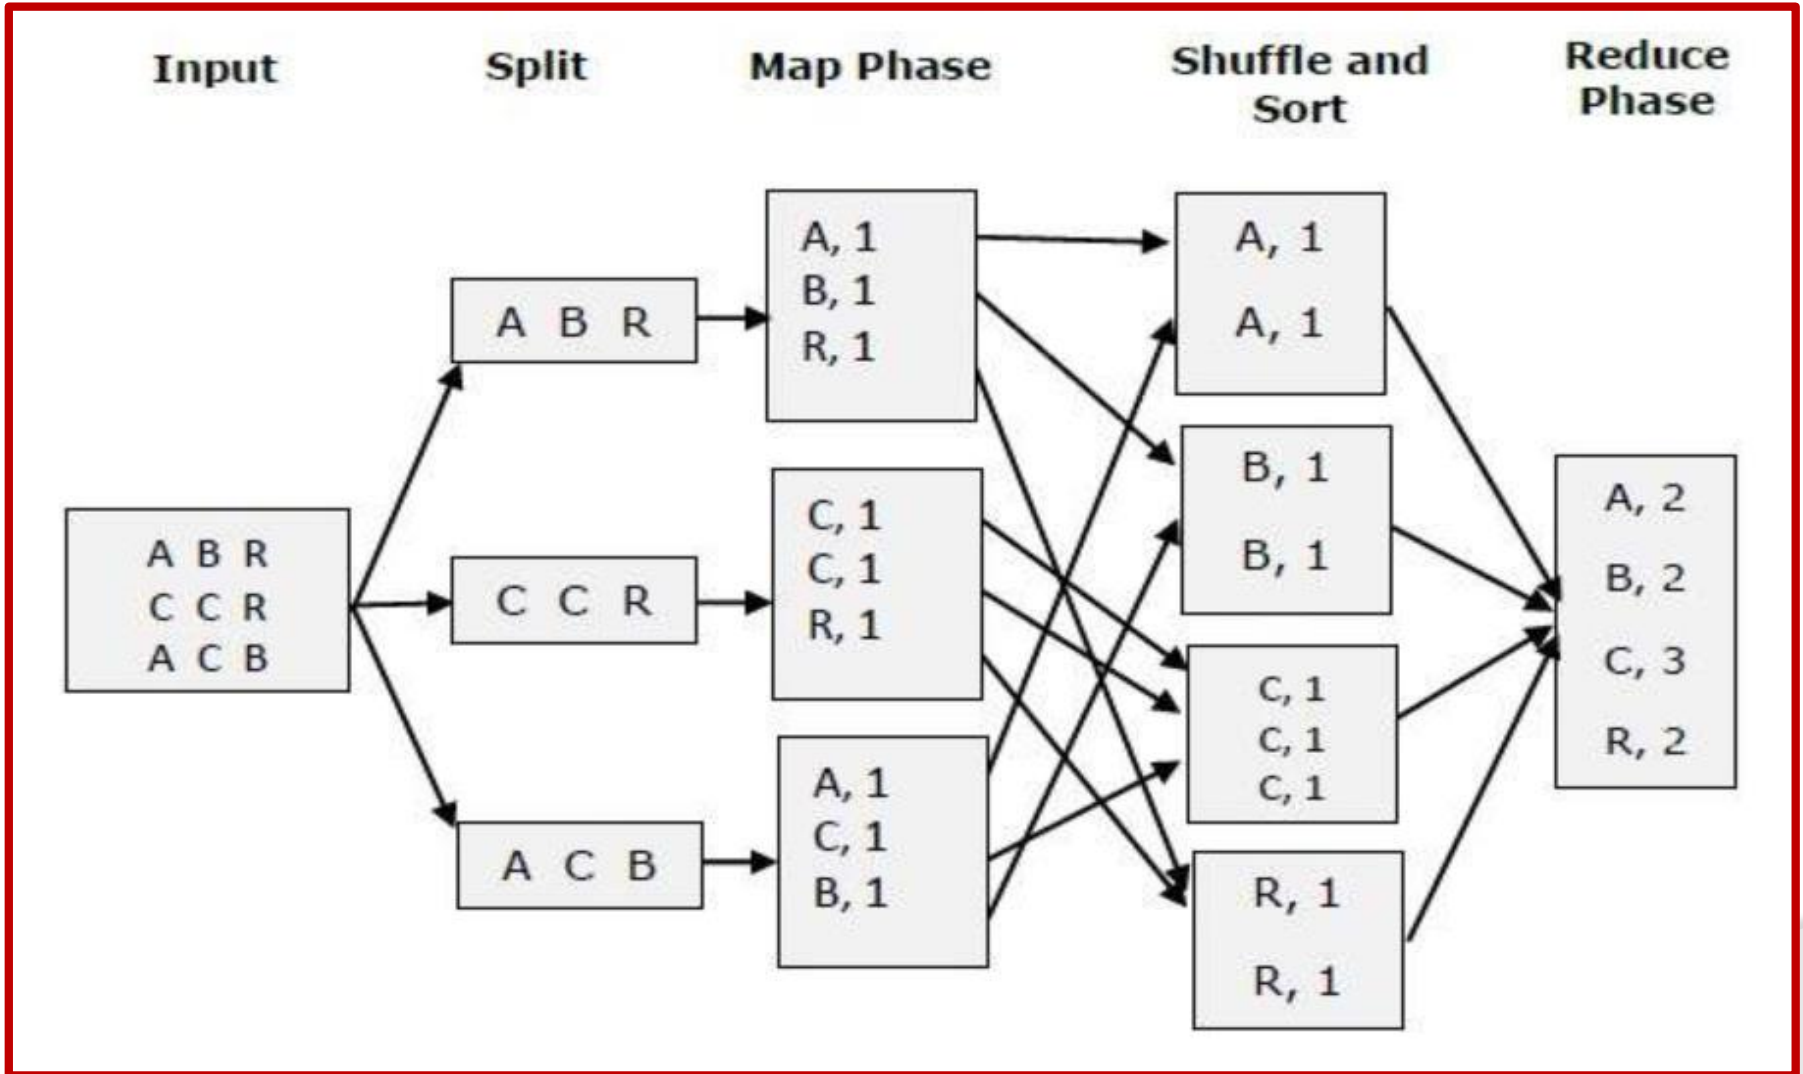 Input
Split
Map Phase
Shuffle and
Sort
Reduce
Phase
A B R
C C R
A C B
A B R
C C R
A C B
A, 1
B, 1
R, 1
C, 1
C, 1
R, 1
A, 1
C, 1
B, 1
A, 1
A, 1
B, 1
B, 1
C, 1
C, 1
C, 1
R, 1
R, 1
A, 2
B, 2
C, 3
R, 2